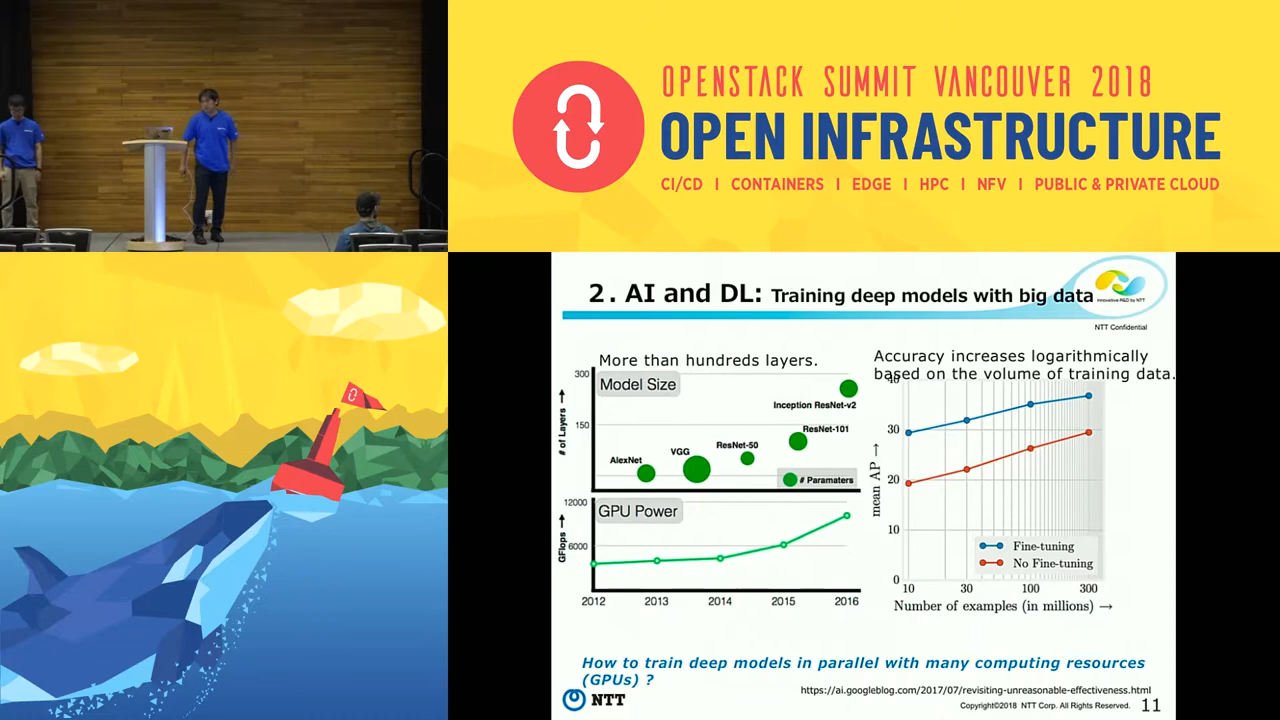 OPENSTACK SUMMIT VANCOUVER 2018
OPEN INFRASTRUCTURE
CI/CD | CONTAINERS | EDGE | HPC | NFV | PUBLIC & PRIVATE CLOUD
2. AI and DL: Training deep models with big data
Innovative R&D by NTT
NTT Confidential
More than hundreds layers.
Accuracy increases logarithmically
based on the volume of training data.
300
Model Size
Inception ResNet-v2
# of Layers →
150
ResNet-101
ResNet-50
VGG
AlexNet
# Paramaters
12000
GPU Power
GFlops →
6000
2012 2013 2014 2015 2016
40
30
20
10
0
mean AP →
Fine-tuning
No Fine-tuning
10 30 100 300
Number of examples (in millions) →
How to train deep models in parallel with many computing resources
(GPUs) ?
https://ai.googleblog.com/2017/07/revisiting-unreasonable-effectiveness.html
NTT
Copyright©2018 NTT Corp. All Rights Reserved.
11